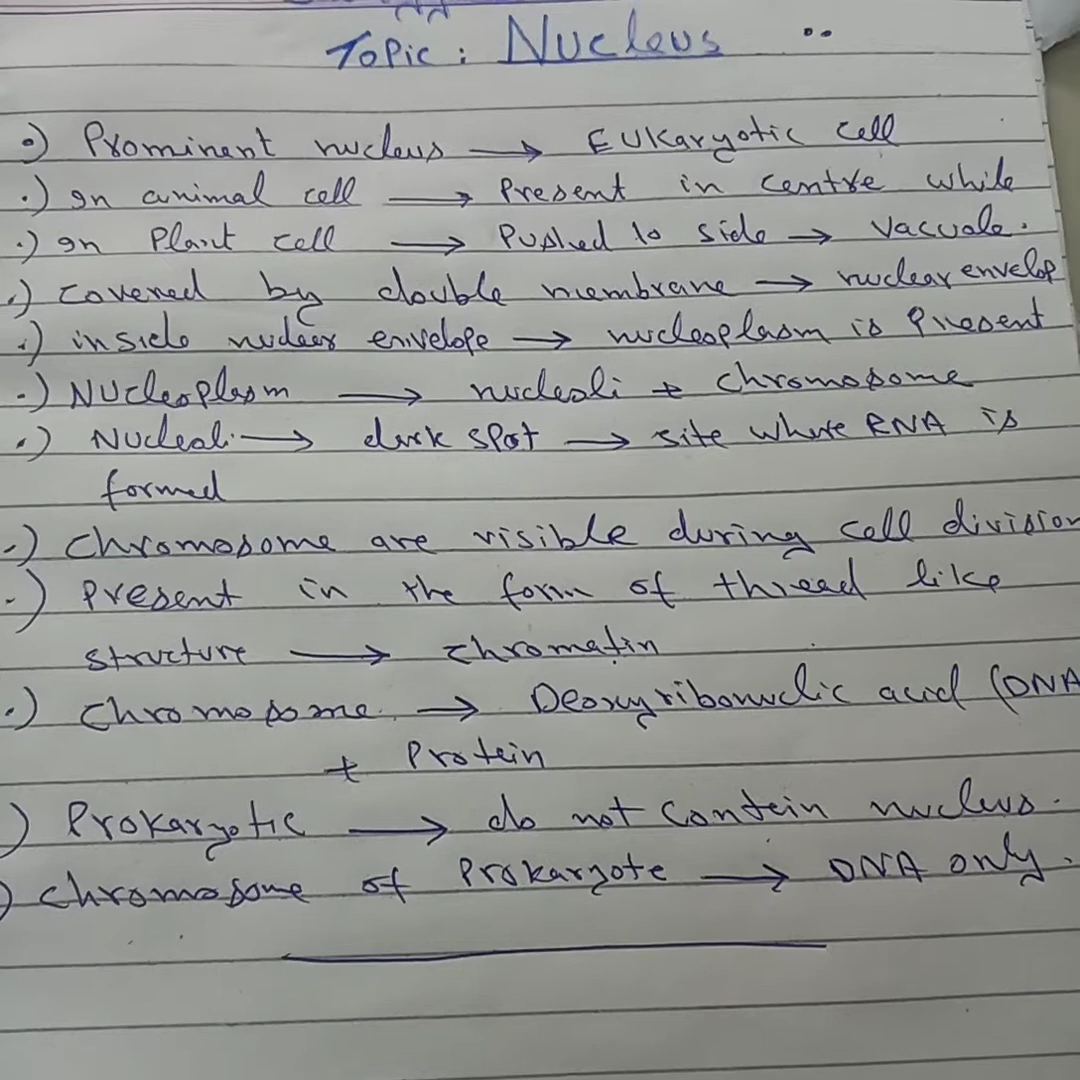 Topic: Nucleus
•) Prominent nucleus → Eukaryotic cell
•) In animal cell → Present in centre while
•) In Plant cell → Pushed to side → Vacuole.
•) Covered by double membrane → nuclear envelop
•) inside nuclear envelope → nucleoplasm is Present
•) Nucleoplasm → nucleoli + chromosome
•) Nucleoli → dark spot → site where RNA is
formed
•) Chromosome are visible during cell division
•) Present in the form of thread like
structure → chromatin
•) Chromosome → Deoxyribonuclic acid (DNA
+ Protein
) Prokaryotic → do not contein nucleus.
) chromosome of Prokaryote → DNA only.